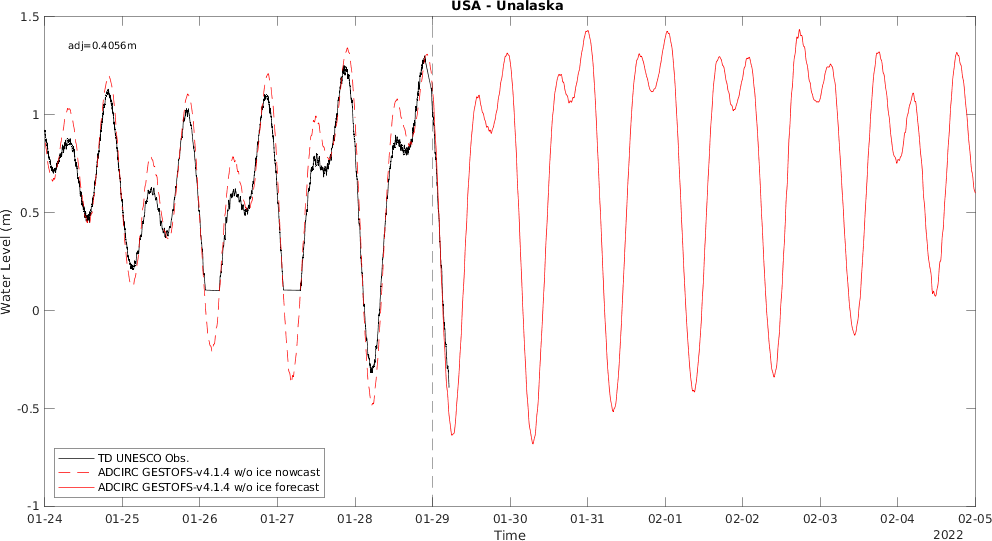 USA - Unalaska
adj=0.4056m
1.5
1
0.5
0
-0.5
-1
Water Level (m)
TD UNESCO Obs.
ADCIRC GESTOFS-v4.1.4 w/o ice nowcast
ADCIRC GESTOFS-v4.1.4 w/o ice forecast
01-24 01-25 01-26 01-27 01-28 01-29 01-30 01-31 02-01 02-02 02-03 02-04 02-05
Time
2022